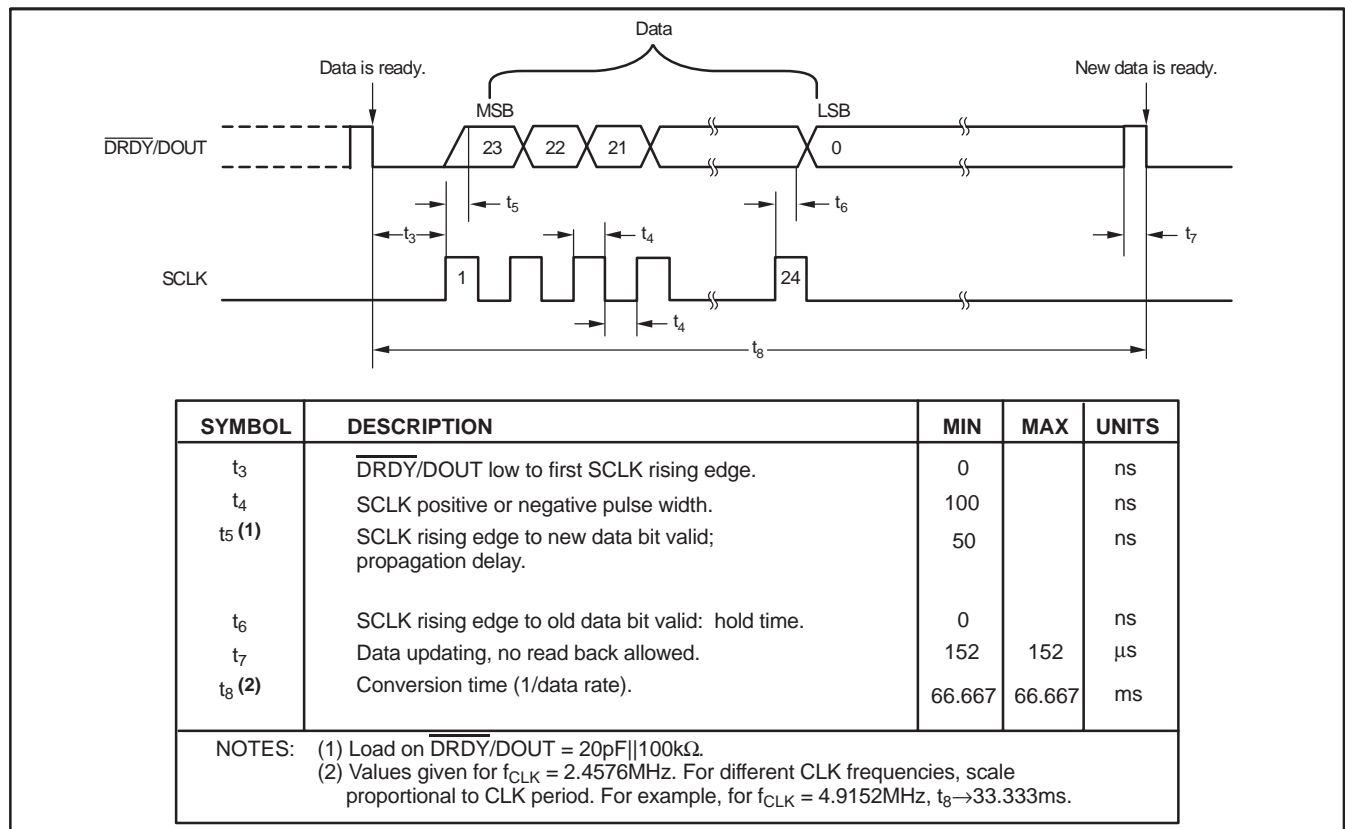 Data
Data is ready.
New data is ready.
MSB
LSB
DRDY/DOUT
23
22
21
0
t5
t6
t3
t4
t7
SCLK
1
24
t4
t8
SYMBOL DESCRIPTION MIN MAX UNITS
t3 DRDY/DOUT low to first SCLK rising edge. 0 ns
t4 SCLK positive or negative pulse width. 100 ns
t5 (1) SCLK rising edge to new data bit valid; 50 ns
propagation delay.
t6 SCLK rising edge to old data bit valid: hold time. 0 ns
t7 Data updating, no read back allowed. 152 152 μs
t8 (2) Conversion time (1/data rate). 66.667 66.667 ms
NOTES: (1) Load on DRDY/DOUT = 20pF||100kΩ.
(2) Values given for fCLK = 2.4576MHz. For different CLK frequencies, scale
proportional to CLK period. For example, for fCLK = 4.9152MHz, t8→33.333ms.